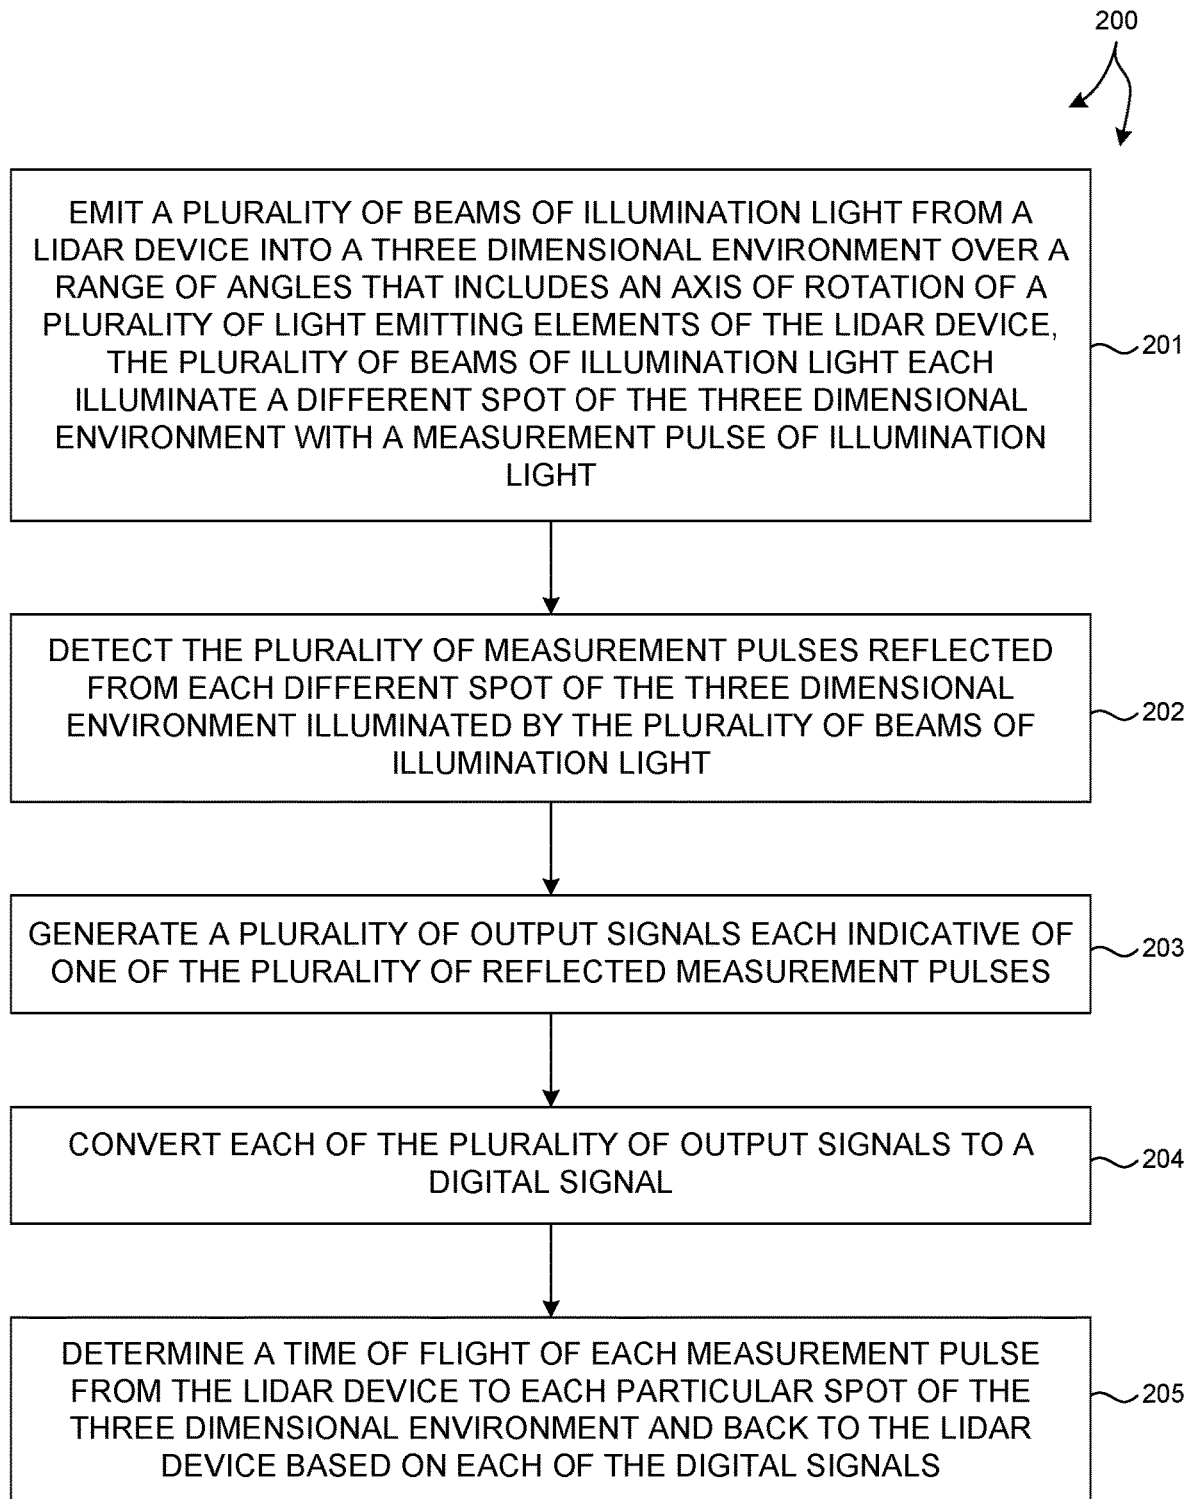 200
EMIT A PLURALITY OF BEAMS OF ILLUMINATION LIGHT FROM A
LIDAR DEVICE INTO A THREE DIMENSIONAL ENVIRONMENT OVER A
RANGE OF ANGLES THAT INCLUDES AN AXIS OF ROTATION OF A
PLURALITY OF LIGHT EMITTING ELEMENTS OF THE LIDAR DEVICE,
THE PLURALITY OF BEAMS OF ILLUMINATION LIGHT EACH
ILLUMINATE A DIFFERENT SPOT OF THE THREE DIMENSIONAL
ENVIRONMENT WITH A MEASUREMENT PULSE OF ILLUMINATION
LIGHT
201
DETECT THE PLURALITY OF MEASUREMENT PULSES REFLECTED
FROM EACH DIFFERENT SPOT OF THE THREE DIMENSIONAL
ENVIRONMENT ILLUMINATED BY THE PLURALITY OF BEAMS OF
ILLUMINATION LIGHT
202
GENERATE A PLURALITY OF OUTPUT SIGNALS EACH INDICATIVE OF
ONE OF THE PLURALITY OF REFLECTED MEASUREMENT PULSES
203
CONVERT EACH OF THE PLURALITY OF OUTPUT SIGNALS TO A
DIGITAL SIGNAL
204
DETERMINE A TIME OF FLIGHT OF EACH MEASUREMENT PULSE
FROM THE LIDAR DEVICE TO EACH PARTICULAR SPOT OF THE
THREE DIMENSIONAL ENVIRONMENT AND BACK TO THE LIDAR
DEVICE BASED ON EACH OF THE DIGITAL SIGNALS
205